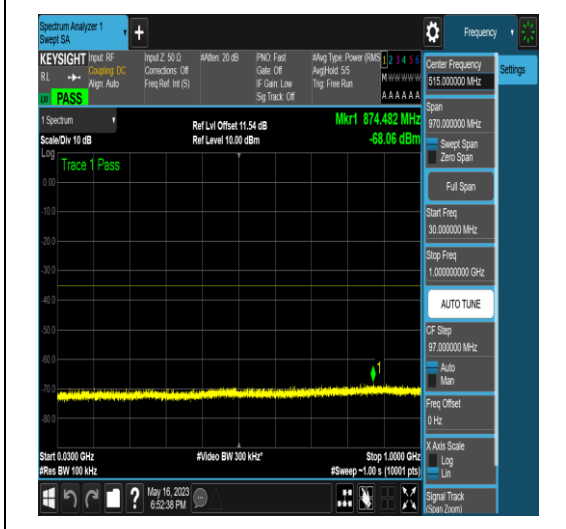 Spectrum Analyzer 1
Swept SA
+
Frequency
KEYSIGHT
RL
PASS
Input: RF
Coupling: DC
Align: Auto
Input Z: 50 Ω
Corrections: Off
Freq Ref: Int (S)
#Atten: 20 dB
PNO: Fast
Gate: Off
IF Gain: Low
Sig Track: Off
#Avg Type: Power (RMS
Avg|Hold: 5/5
Trig: Free Run
1 2 3 4 5 6
M W W W W W
A A A A A A
Settings
Center Frequency
515.000000 MHz
Span
970.000000 MHz
Swept Span
Zero Span
Full Span
Start Freq
30.000000 MHz
Stop Freq
1.000000000 GHz
AUTO TUNE
CF Step
97.000000 MHz
Auto
Man
Freq Offset
0 Hz
X Axis Scale
Log
Lin
Signal Track
(Span Zoom)
1 Spectrum
Scale/Div 10 dB
Ref Lvl Offset 11.54 dB
Ref Level 10.00 dBm
Mkr1 874.482 MHz
-68.06 dBm
Log
Trace 1 Pass
0.00
-10.0
-20.0
-30.0
-40.0
-50.0
-60.0
-70.0
-80.0
1
Start 0.0300 GHz
#Res BW 100 kHz
#Video BW 300 kHz*
Stop 1.0000 GHz
#Sweep ~1.00 s (10001 pts)
?
May 16, 2023
6:52:38 PM